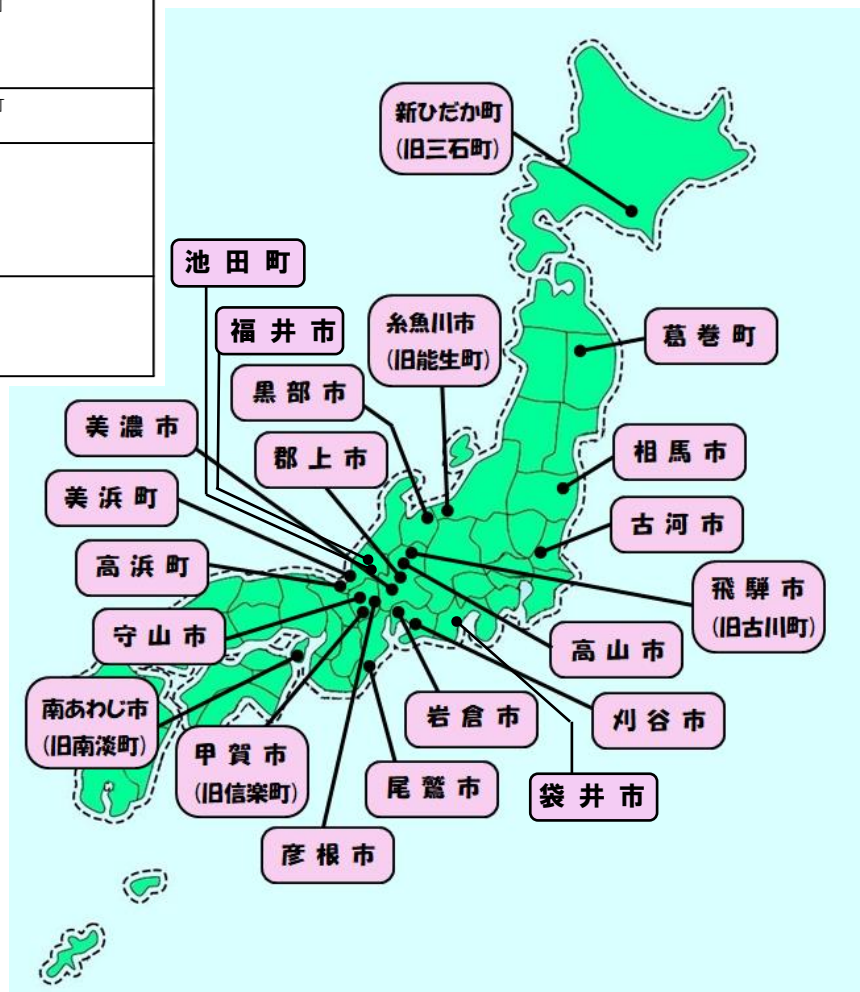 新ひだか町
(旧三石町)
池田町
福井市
糸魚川市
(旧能生町)
葛巻町
黒部市
美濃市
郡上市
相馬市
美浜町
古河市
高浜町
飛騨市
(旧古川町)
守山市
高山市
南あわじ市
(旧南淡町)
岩倉市
刈谷市
甲賀市
(旧信楽町)
尾鷲市
袋井市
彦根市